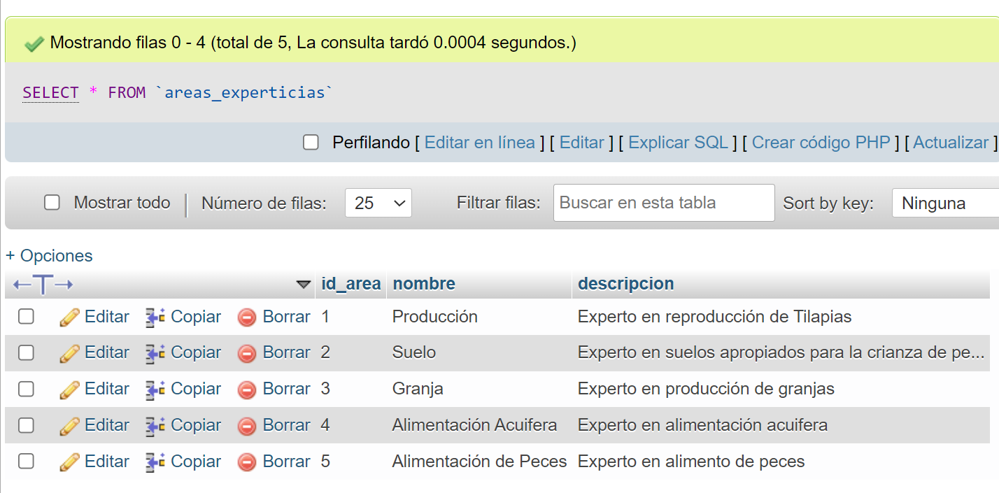 Mostrando filas 0 - 4 (total de 5, La consulta tardó 0.0004 segundos.)
SELECT * FROM `areas_experticias`
Perfilando [ Editar en línea ] [ Editar ] [ Explicar SQL ] [ Crear código PHP ] [ Actualizar ]
Mostrar todo Número de filas: 25 Filtrar filas: Buscar en esta tabla Sort by key: Ninguna
+ Opciones
←T→ id_area nombre descripcion
Editar Copiar Borrar 1 Producción Experto en reproducción de Tilapias
Editar Copiar Borrar 2 Suelo Experto en suelos apropiados para la crianza de pe...
Editar Copiar Borrar 3 Granja Experto en producción de granjas
Editar Copiar Borrar 4 Alimentación Acuifera Experto en alimentación acuifera
Editar Copiar Borrar 5 Alimentación de Peces Experto en alimento de peces